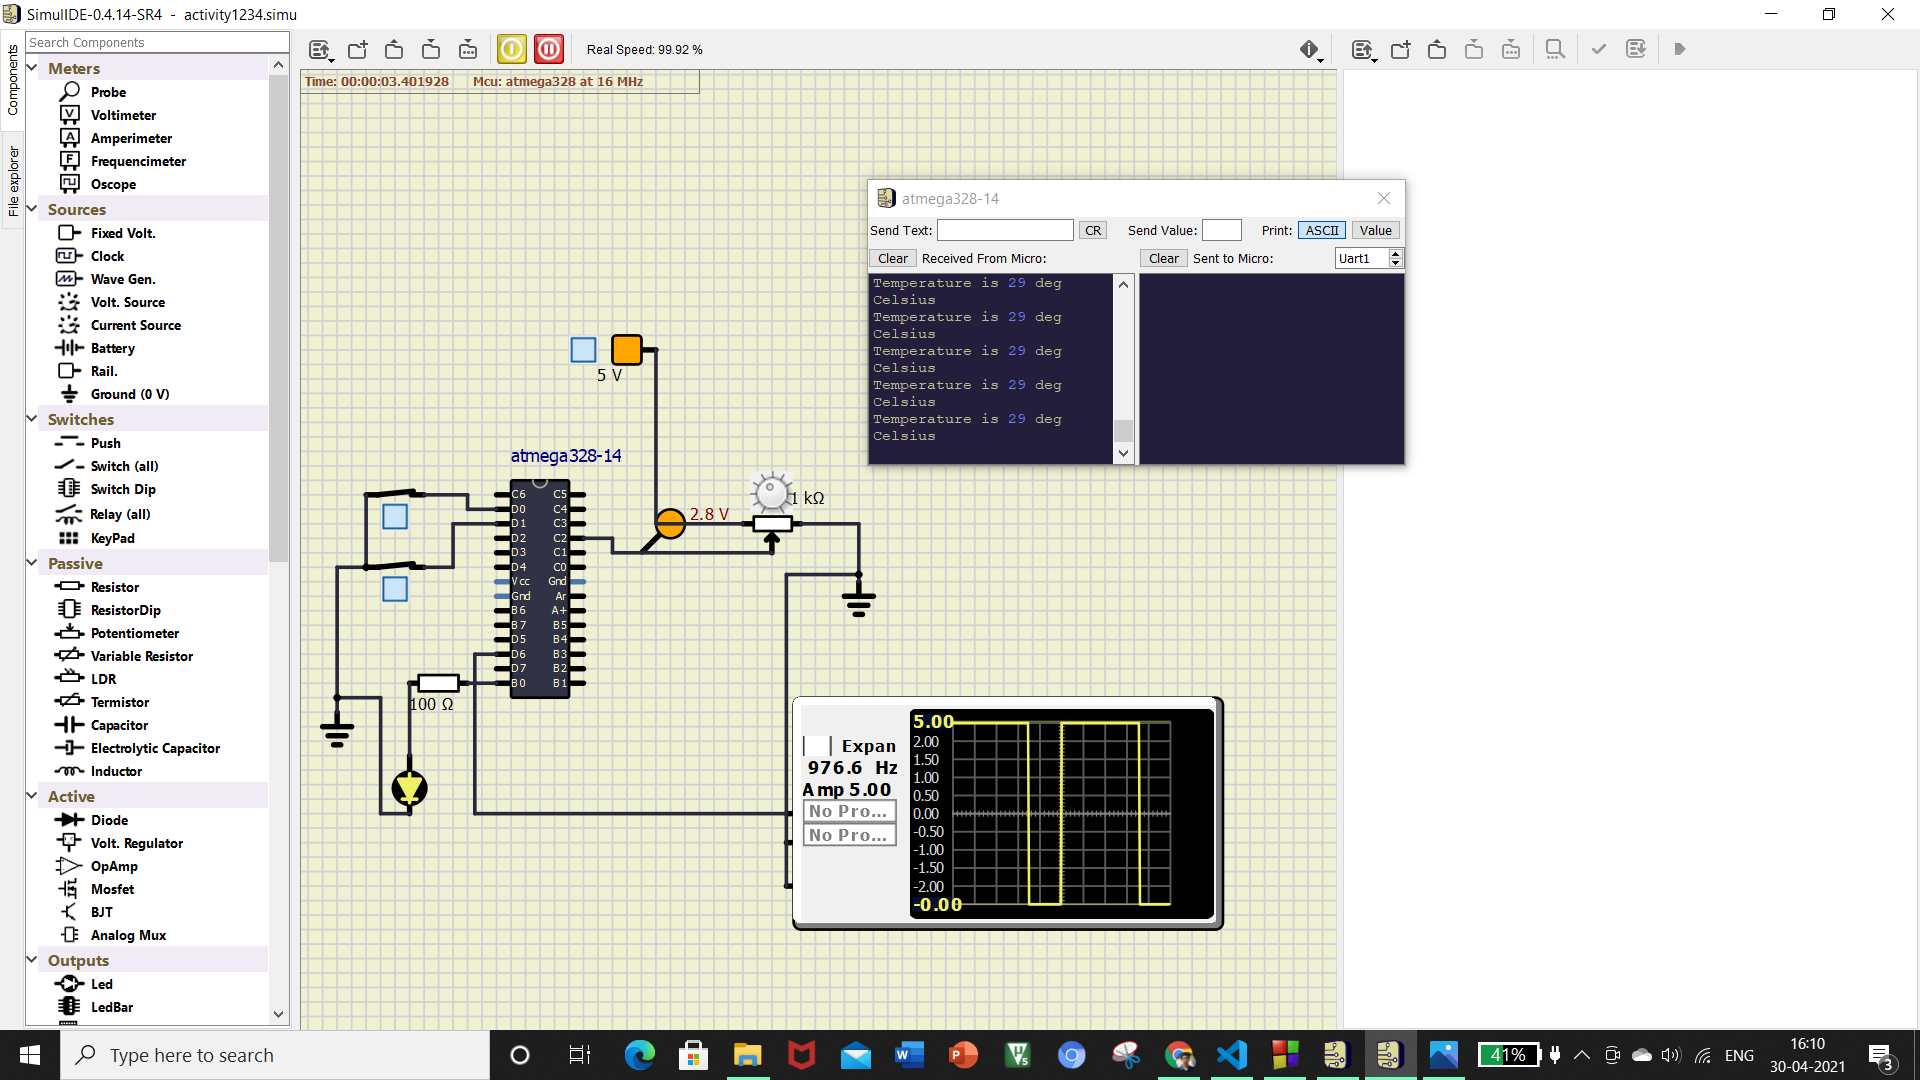 SimulIDE-0.4.14-SR4 - activity1234.simu
Components
File explorer
Search Components
Meters
Probe
Voltimeter
Amperimeter
Frequencimeter
Oscope
Sources
Fixed Volt.
Clock
Wave Gen.
Volt. Source
Current Source
Battery
Rail.
Ground (0 V)
Switches
Push
Switch (all)
Switch Dip
Relay (all)
KeyPad
Passive
Resistor
ResistorDip
Potentiometer
Variable Resistor
LDR
Termistor
Capacitor
Electrolytic Capacitor
Inductor
Active
Diode
Volt. Regulator
OpAmp
Mosfet
BJT
Analog Mux
Outputs
Led
LedBar
Real Speed: 99.92 %
Time: 00:00:03.401928 Mcu: atmega328 at 16 MHz
5 V
atmega328-14
C6 C5
D0 C4
D1 C3
D2 C2
D3 C1
D4 C0
Vcc Gnd
Gnd Ar
B6 A+
B7 B5
D5 B4
D6 B3
D7 B2
B0 B1
2.8 V
1 kΩ
100 Ω
atmega328-14
Send Text: CR Send Value: Print: ASCII Value
Clear Received From Micro: Clear Sent to Micro: Uart1
Temperature is 29 deg
Celsius
Temperature is 29 deg
Celsius
Temperature is 29 deg
Celsius
Temperature is 29 deg
Celsius
Temperature is 29 deg
Celsius
Expan
976.6 Hz
Amp 5.00
No Pro...
No Pro...
5.00
2.00
1.50
1.00
0.50
0.00
-0.50
-1.00
-1.50
-2.00
-0.00
Type here to search
41%
ENG
16:10
30-04-2021
3